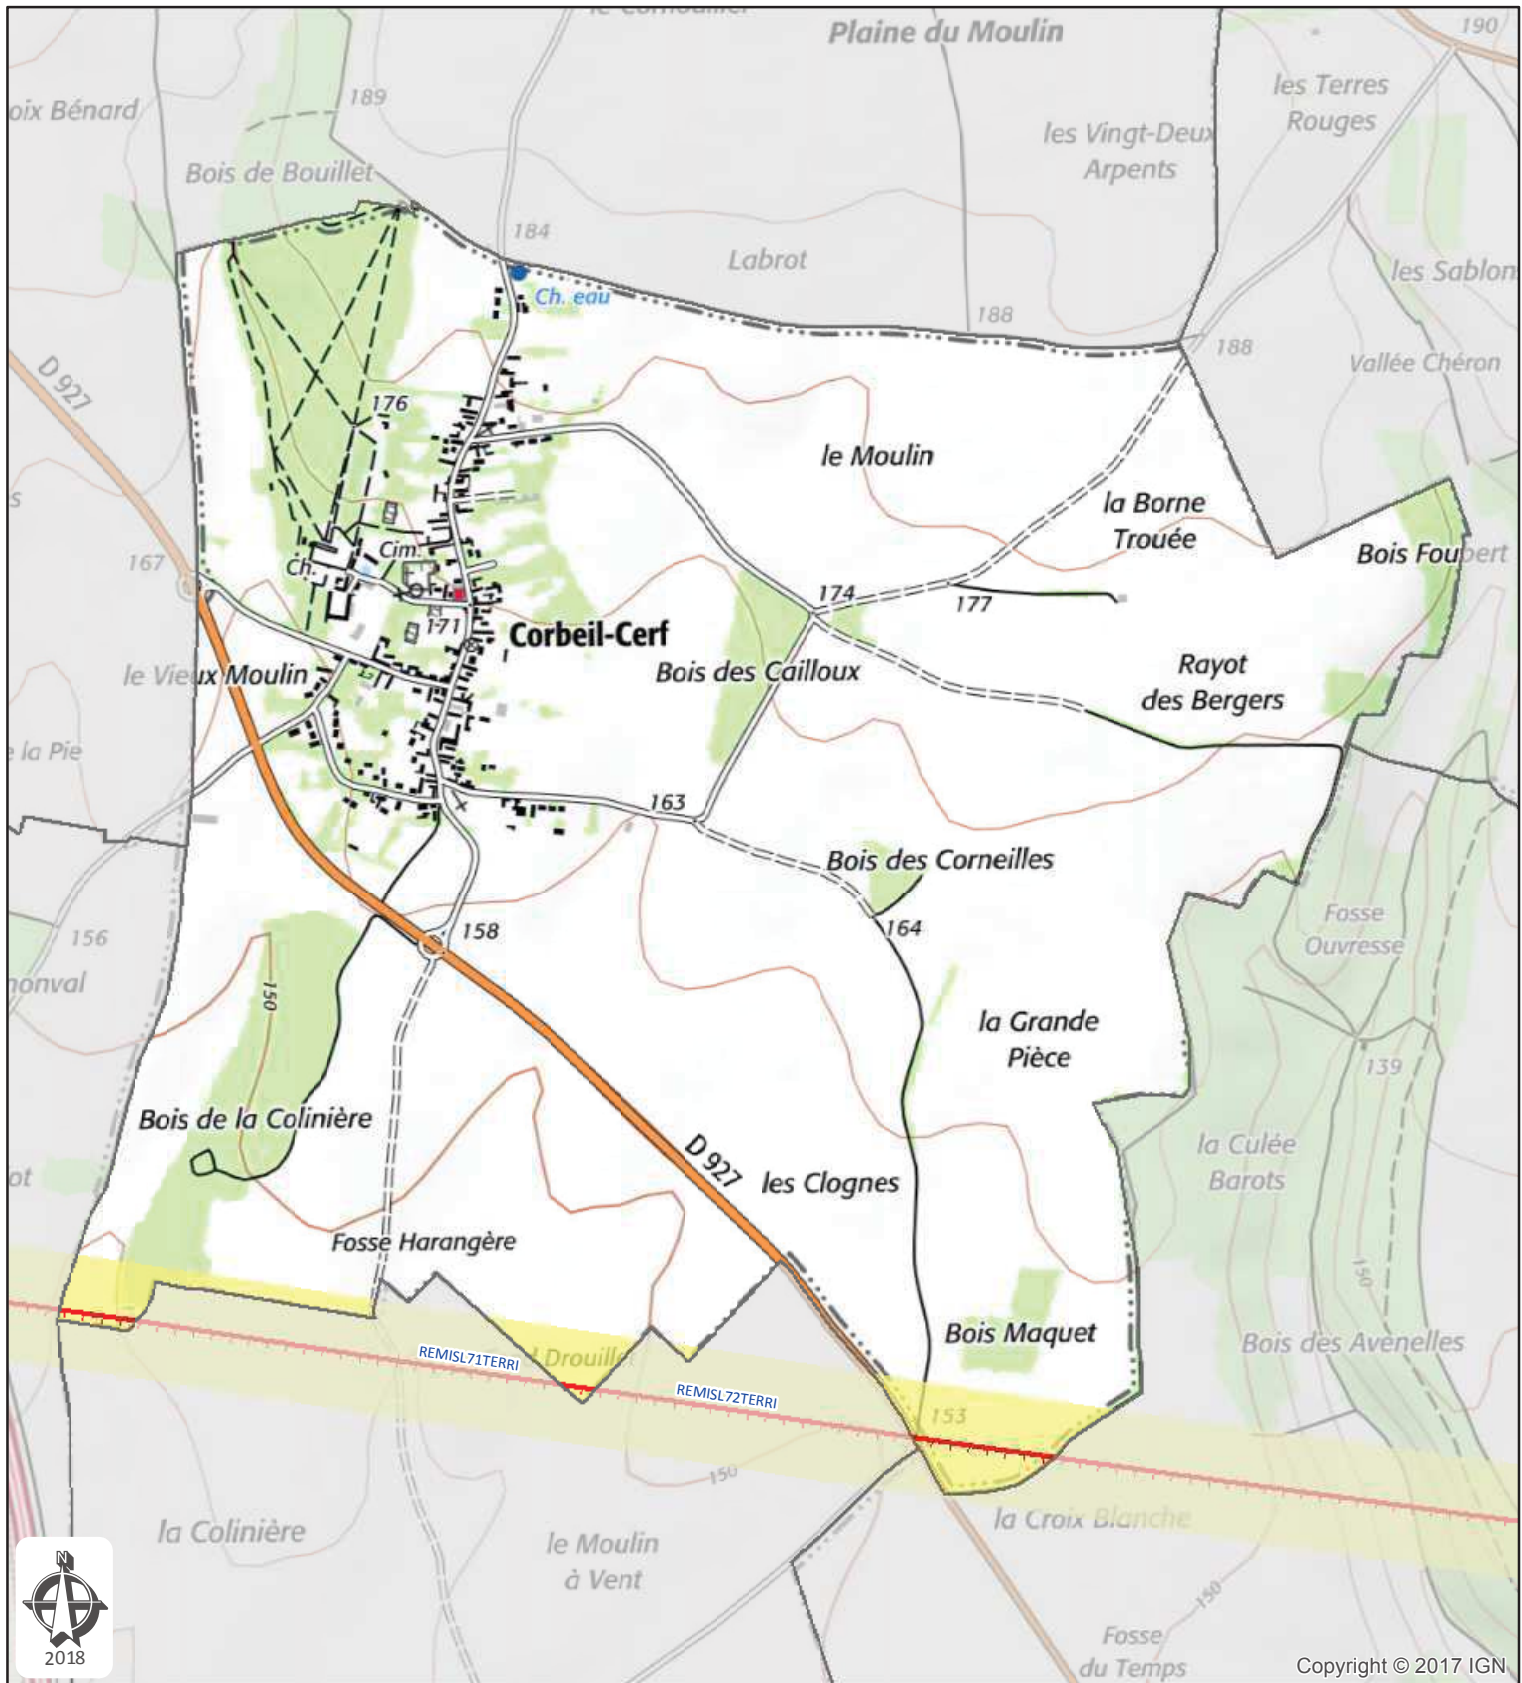 le Cornouiller
Plaine du Moulin
190
oix Bénard
189
les Terres
Rouges
les Vingt-Deux
Arpents
Bois de Bouillet
184
Labrot
les Sablon
Ch. eau
188
188
Vallée Chéron
D 927
176
le Moulin
la Borne
Trouée
s
Cim.
Bois Foubert
167
Ch.
174
177
171
Corbeil-Cerf
le Vieux Moulin
Bois des Cailloux
Rayot
des Bergers
e la Pie
163
Bois des Corneilles
156
158
164
Fosse
Ouvresse
nonval
150
la Grande
Pièce
139
Bois de la Colinière
D 927
les Clognes
la Culée
Barots
ot
Fosse Harangère
150
Bois Maquet
Bois des Avenelles
REMISL71TERRI
l Drouille
REMISL72TERRI
153
150
la Croix Blanche
la Colinière
le Moulin
à Vent
150
N
2018
Fosse
du Temps
Copyright © 2017 IGN